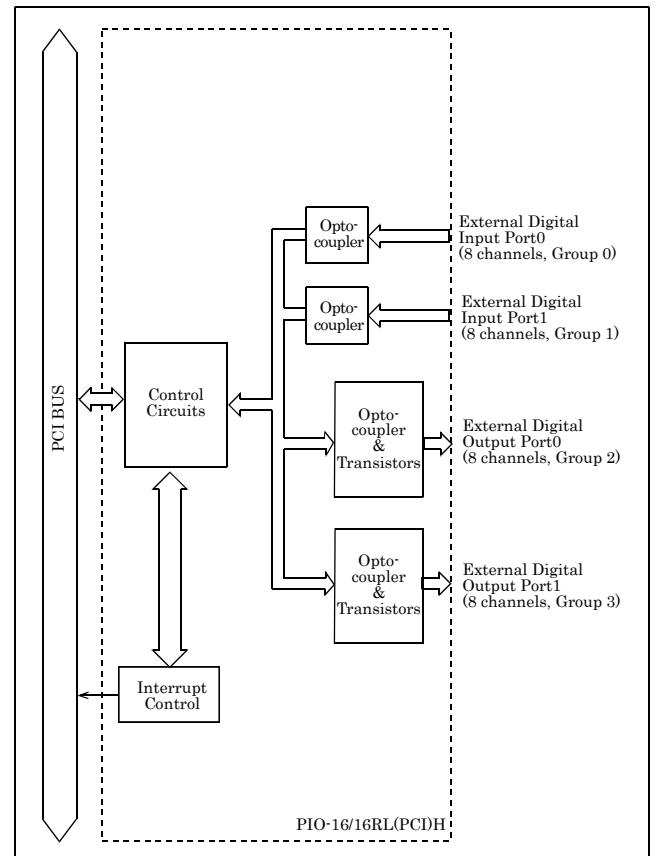 Opto-
coupler
External Digital
Input Port0
(8 channels, Group 0)
Opto-
coupler
External Digital
Input Port1
(8 channels, Group 1)
PCI BUS
Control
Circuits
Opto-
coupler
&
Transistors
External Digital
Output Port0
(8 channels, Group 2)
Opto-
coupler
&
Transistors
External Digital
Output Port1
(8 channels, Group 3)
Interrupt
Control
PIO-16/16RL(PCI)H